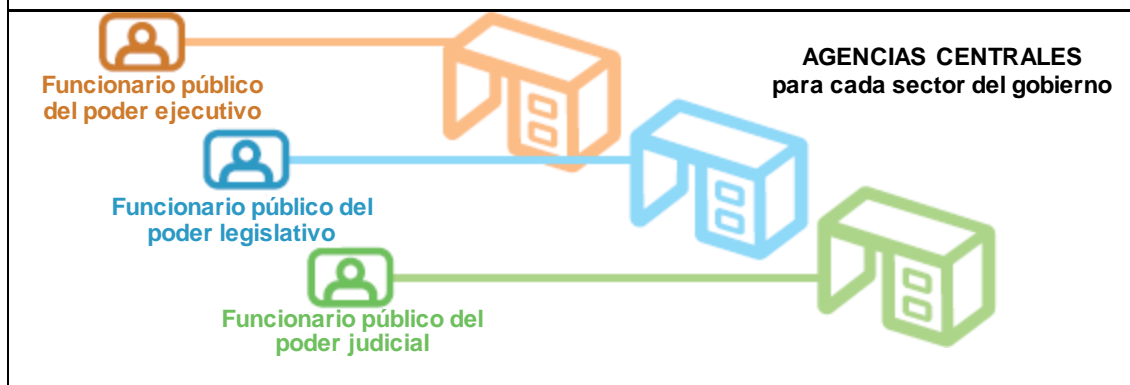 AGENCIAS CENTRALES
para cada sector del gobierno
Funcionario público
del poder ejecutivo
Funcionario público del
poder legislativo
Funcionario público del
poder judicial